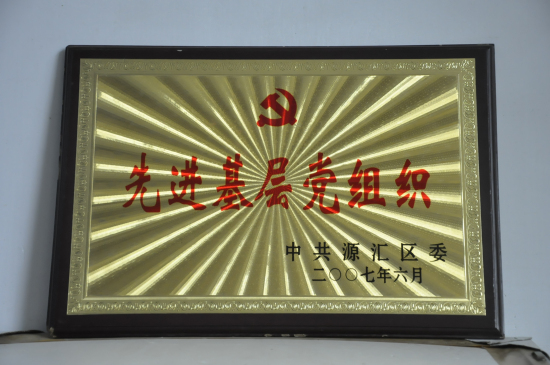 先进基层党组织
中共源汇区委
二〇〇七年六月